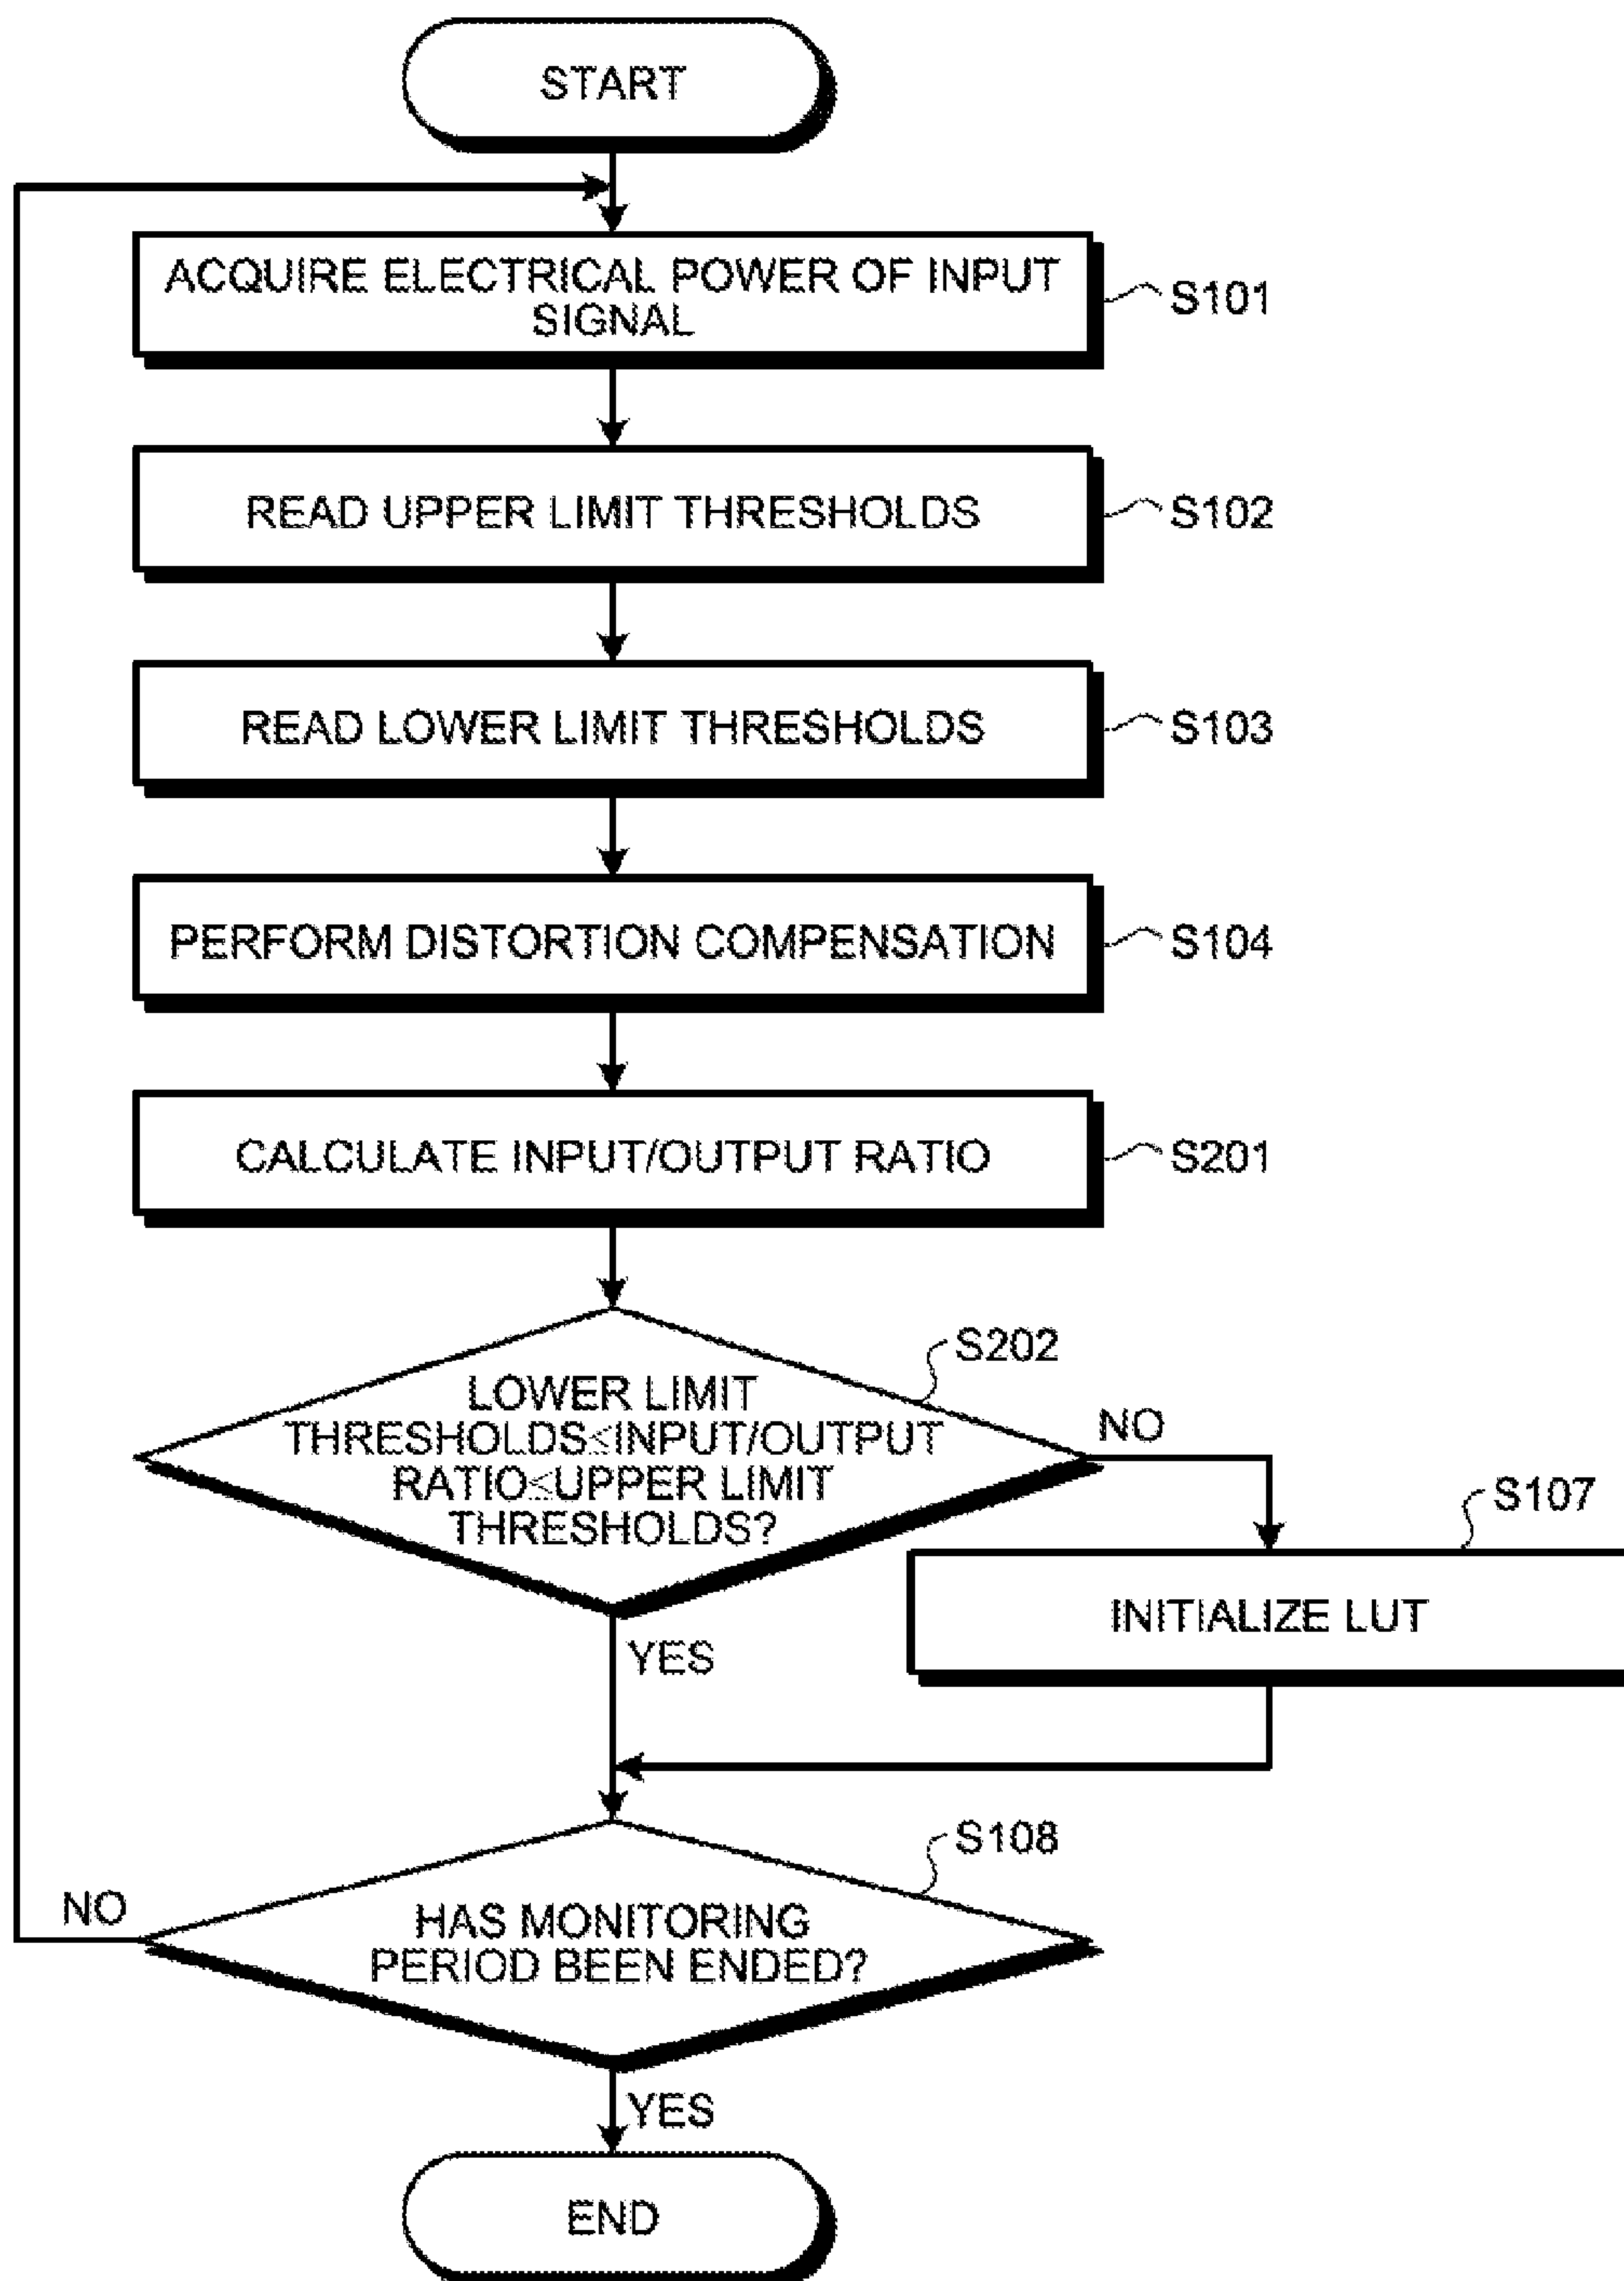 START
ACQUIRE ELECTRICAL POWER OF INPUT
SIGNAL
S101
READ UPPER LIMIT THRESHOLDS
S102
READ LOWER LIMIT THRESHOLDS
S103
PERFORM DISTORTION COMPENSATION
S104
CALCULATE INPUT/OUTPUT RATIO
S201
S202
LOWER LIMIT
THRESHOLDS≤INPUT/OUTPUT
RATIO≤UPPER LIMIT
THRESHOLDS?
NO
S107
INITIALIZE LUT
YES
S108
NO
HAS MONITORING
PERIOD BEEN ENDED?
YES
END